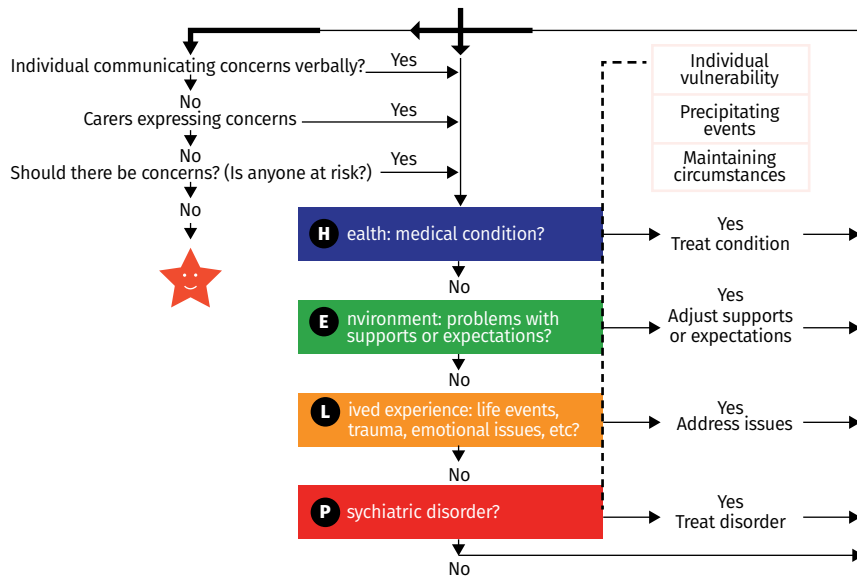 Individual communicating concerns verbally?
Yes
No
Carers expressing concerns
Yes
No
Should there be concerns? (Is anyone at risk?)
Yes
No
Individual
vulnerability
Precipitating
events
Maintaining
circumstances
H ealth: medical condition?
Yes
Treat condition
No
E nvironment: problems with
supports or expectations?
Yes
Adjust supports
or expectations
No
L ived experience: life events,
trauma, emotional issues, etc?
Yes
Address issues
No
P sychiatric disorder?
Yes
Treat disorder
No